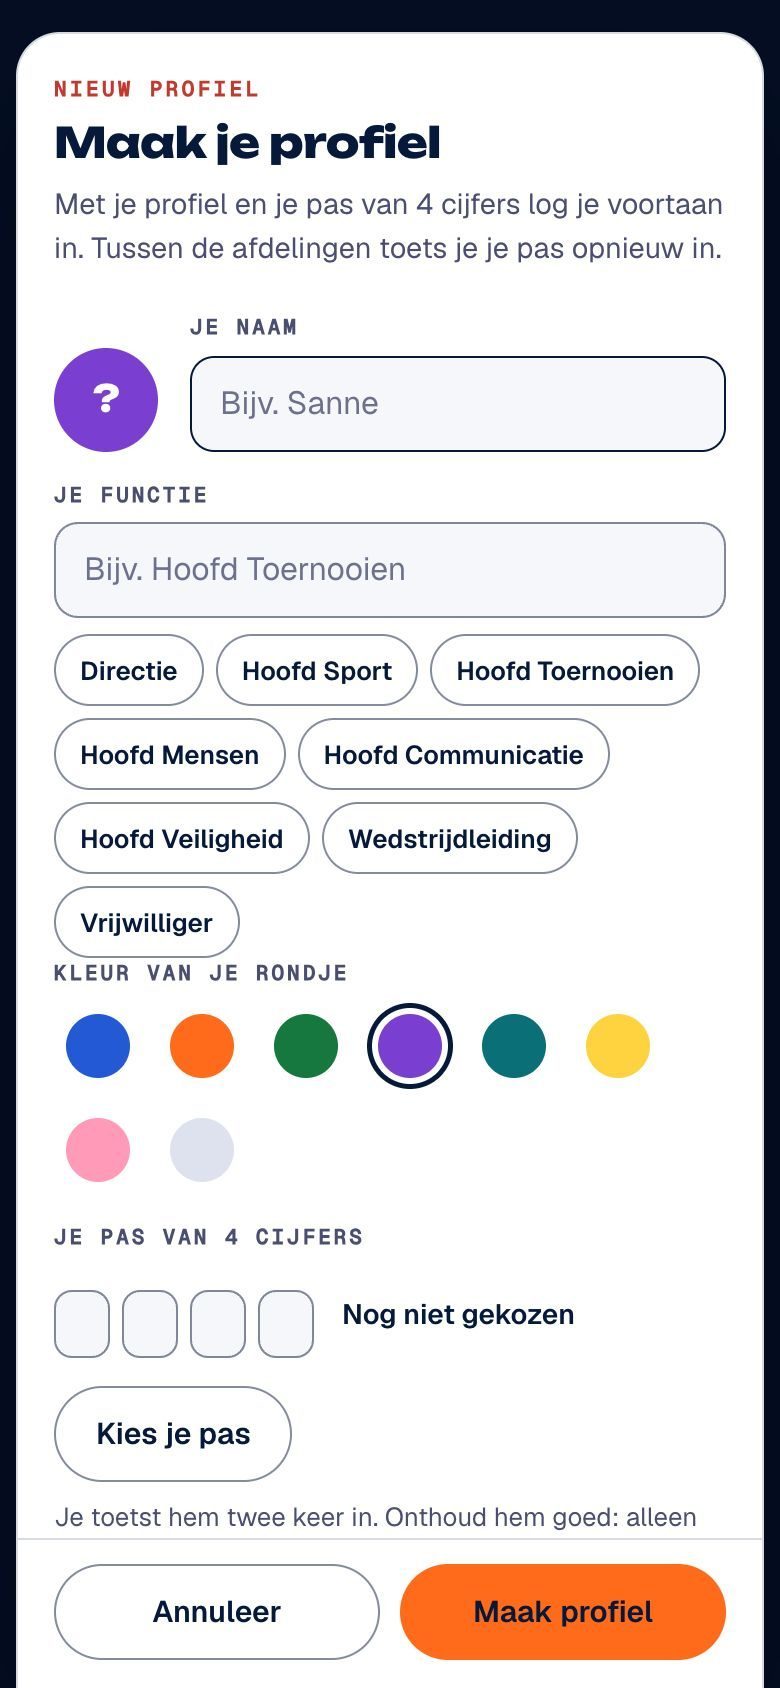 NIEUW PROFIEL
Maak je profiel
Met je profiel en je pas van 4 cijfers log je voortaan
in. Tussen de afdelingen toets je je pas opnieuw in.
JE NAAM
?
Bijv. Sanne
JE FUNCTIE
Bijv. Hoofd Toernooien
Directie
Hoofd Sport
Hoofd Toernooien
Hoofd Mensen
Hoofd Communicatie
Hoofd Veiligheid
Wedstrijdleiding
Vrijwilliger
KLEUR VAN JE RONDJE
JE PAS VAN 4 CIJFERS
Nog niet gekozen
Kies je pas
Je toetst hem twee keer in. Onthoud hem goed: alleen
Annuleer
Maak profiel